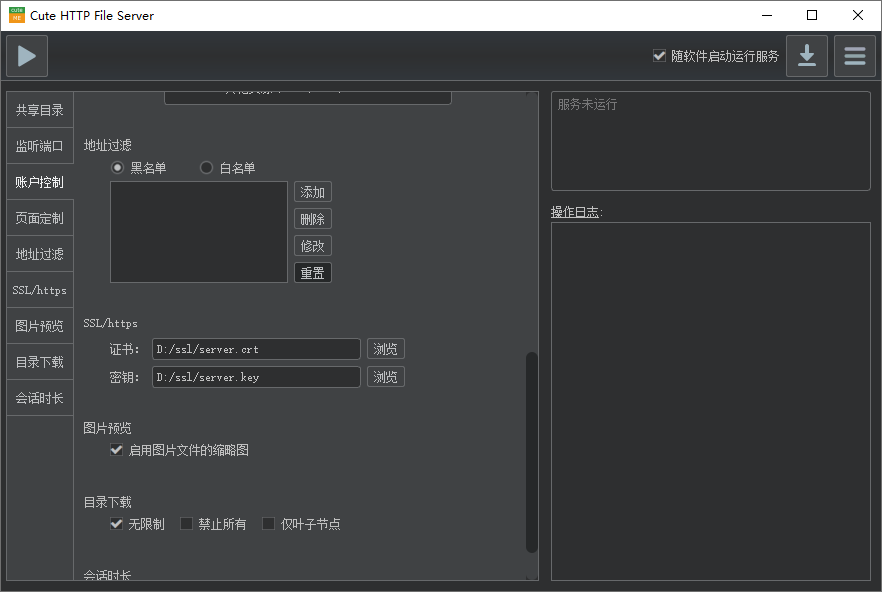 Cute HTTP File Server
随软件启动运行服务
共享目录
监听端口
账户控制
页面定制
地址过滤
SSL/https
图片预览
目录下载
会话时长
地址过滤
黑名单
白名单
添加
删除
修改
重置
SSL/https
证书:
D:/ssl/server.crt
浏览
密钥:
D:/ssl/server.key
浏览
图片预览
启用图片文件的缩略图
目录下载
无限制
禁止所有
仅叶子节点
会话时长
服务未运行
操作日志: